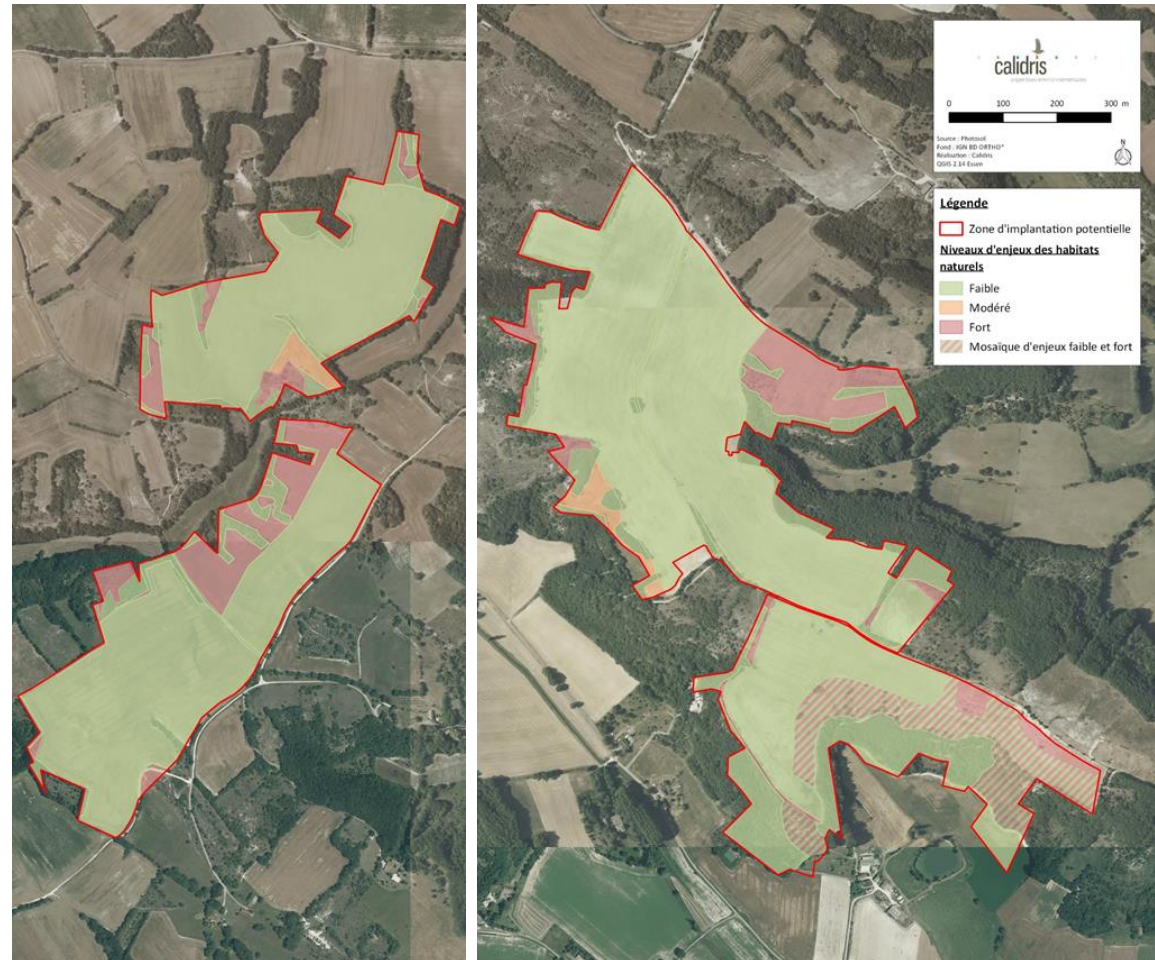 calidris
0 100 200 300 m
Source : Photosol
Fond : IGN BD ORTHO®
Réalisation : Calidris
QGIS 2.14 Essen
N
Légende
Zone d'implantation potentielle
Niveaux d'enjeux des habitats
naturels
Faible
Modéré
Fort
Mosaïque d'enjeux faible et fort